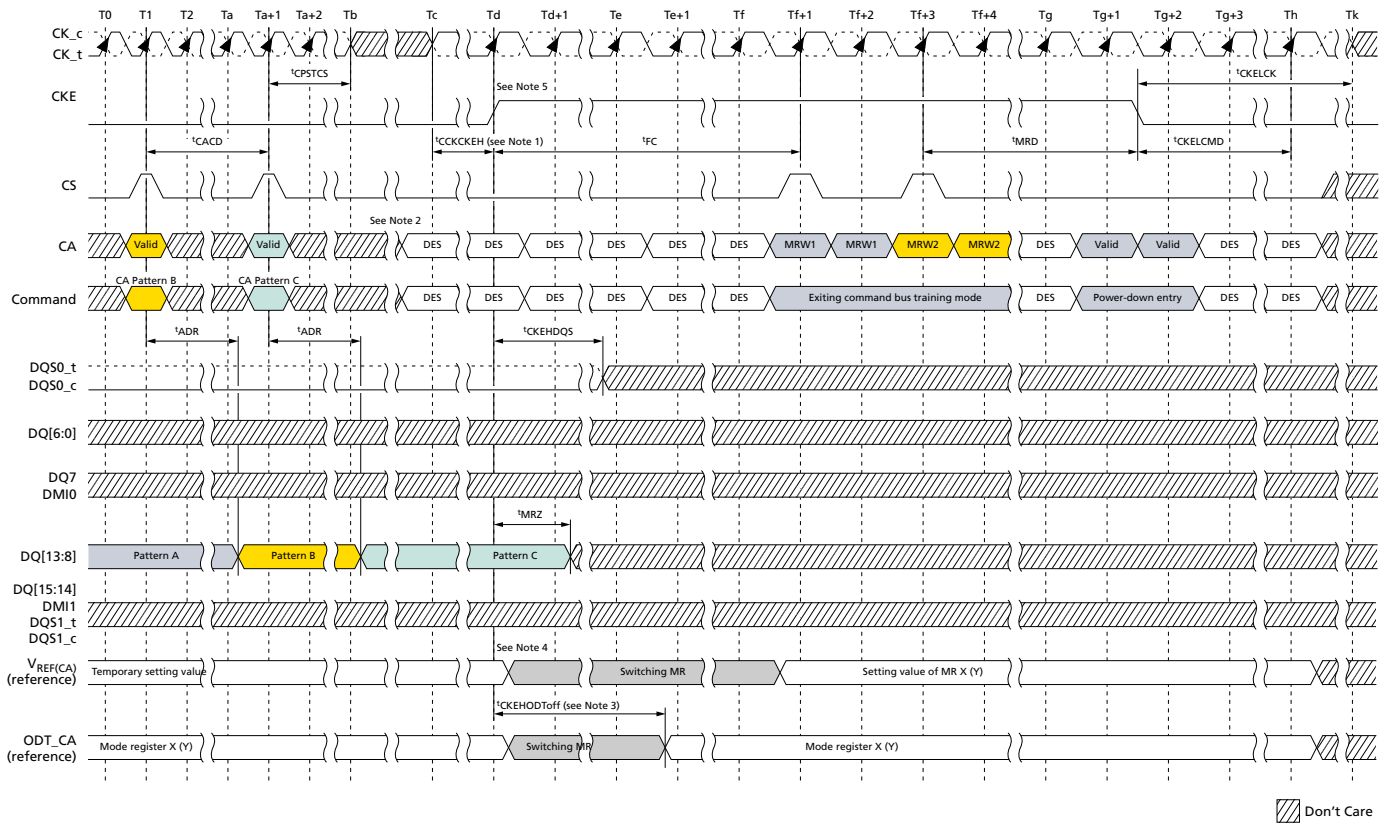 T0 T1 T2 Ta Ta+1 Ta+2 Tb Tc Td Td+1 Te Te+1 Tf Tf+1 Tf+2 Tf+3 Tf+4 Tg Tg+1 Tg+2 Tg+3 Th Tk
CK_c
CK_t
tCPSTCS
See Note 5
tCKELCK
CKE
tCACD
tCCKCKEH (see Note 1)
tFC
tMRD
tCKELCMD
CS
See Note 2
CA
Valid Valid DES DES DES DES DES DES MRW1 MRW1 MRW2 MRW2 DES Valid Valid DES DES
CA Pattern B CA Pattern C
Command
DES DES DES DES DES DES Exiting command bus training mode DES Power-down entry DES DES
tADR tADR tCKEHDQS
DQS0_t
DQS0_c
DQ[6:0]
DQ7
DMI0
tMRZ
DQ[13:8]
Pattern A Pattern B Pattern C
DQ[15:14]
DMI1
DQS1_t
DQS1_c
See Note 4
VREF(CA)
(reference)
Temporary setting value Switching MR Setting value of MR X (Y)
tCKEHODToff (see Note 3)
ODT_CA
(reference)
Mode register X (Y) Switching MR Mode register X (Y)
Don't Care